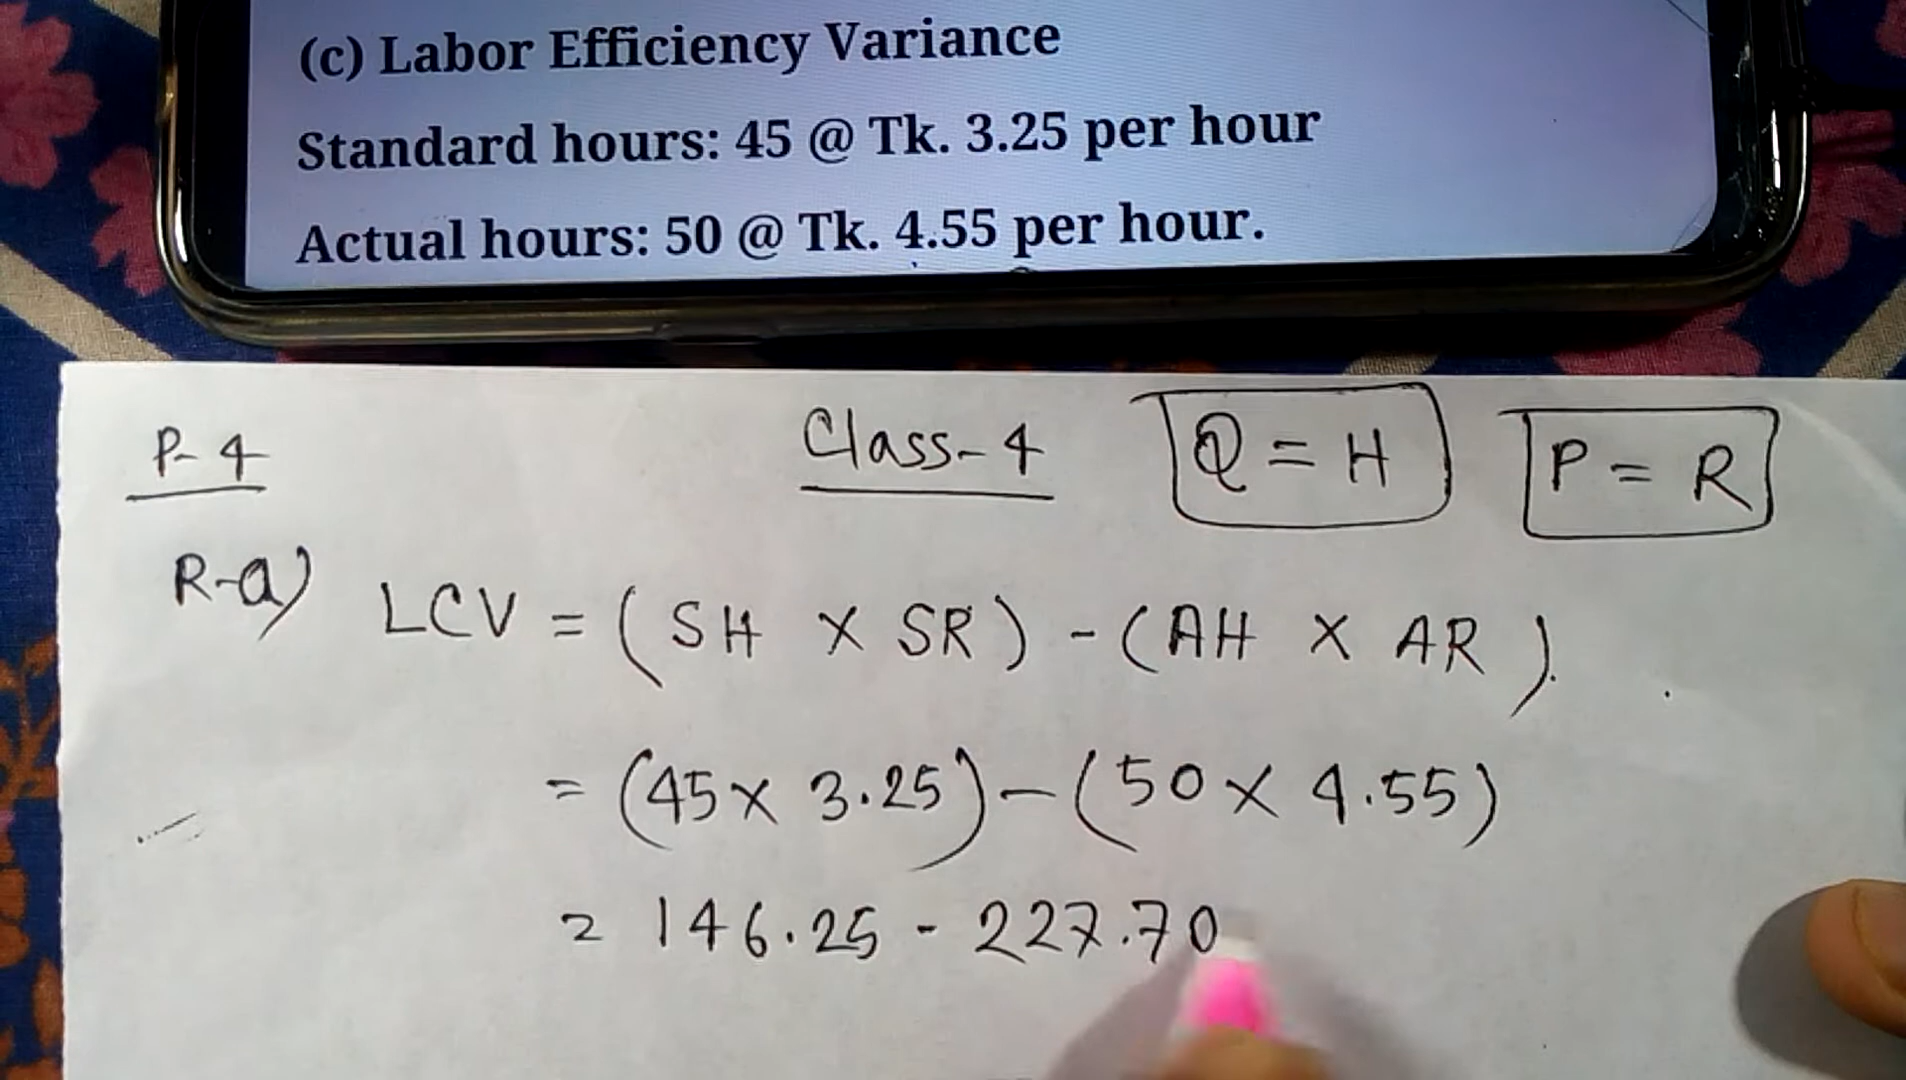 (c) Labor Efficiency Variance
Standard hours: 45 @ Tk. 3.25 per hour
Actual hours: 50 @ Tk. 4.55 per hour.
P-4
Class-4
Q = H
P = R
R-a)
LCV = (SH X SR) - (AH X AR).
= (45 x 3.25) - (50 x 4.55)
= 146.25 - 227.70